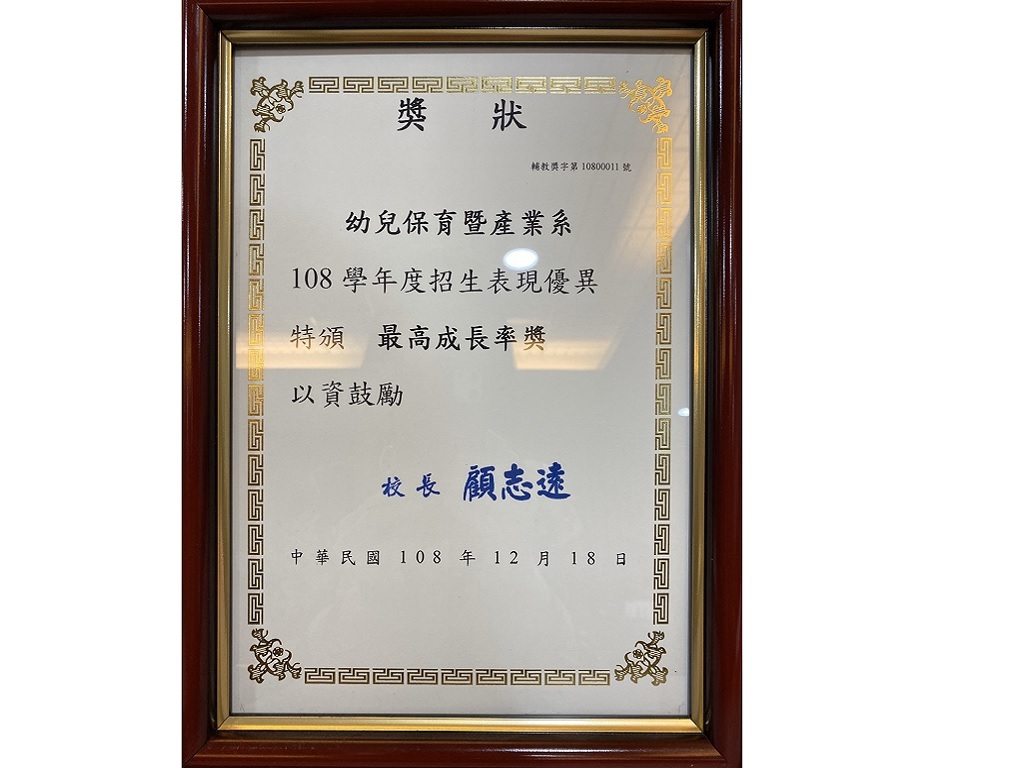 獎 狀
輔教獎字第 10800011 號
幼兒保育暨產業系
108 學年度招生表現優異
特頒 最高成長率獎
以資鼓勵
校長 顧志遠
中華民國 108 年 12 月 18 日